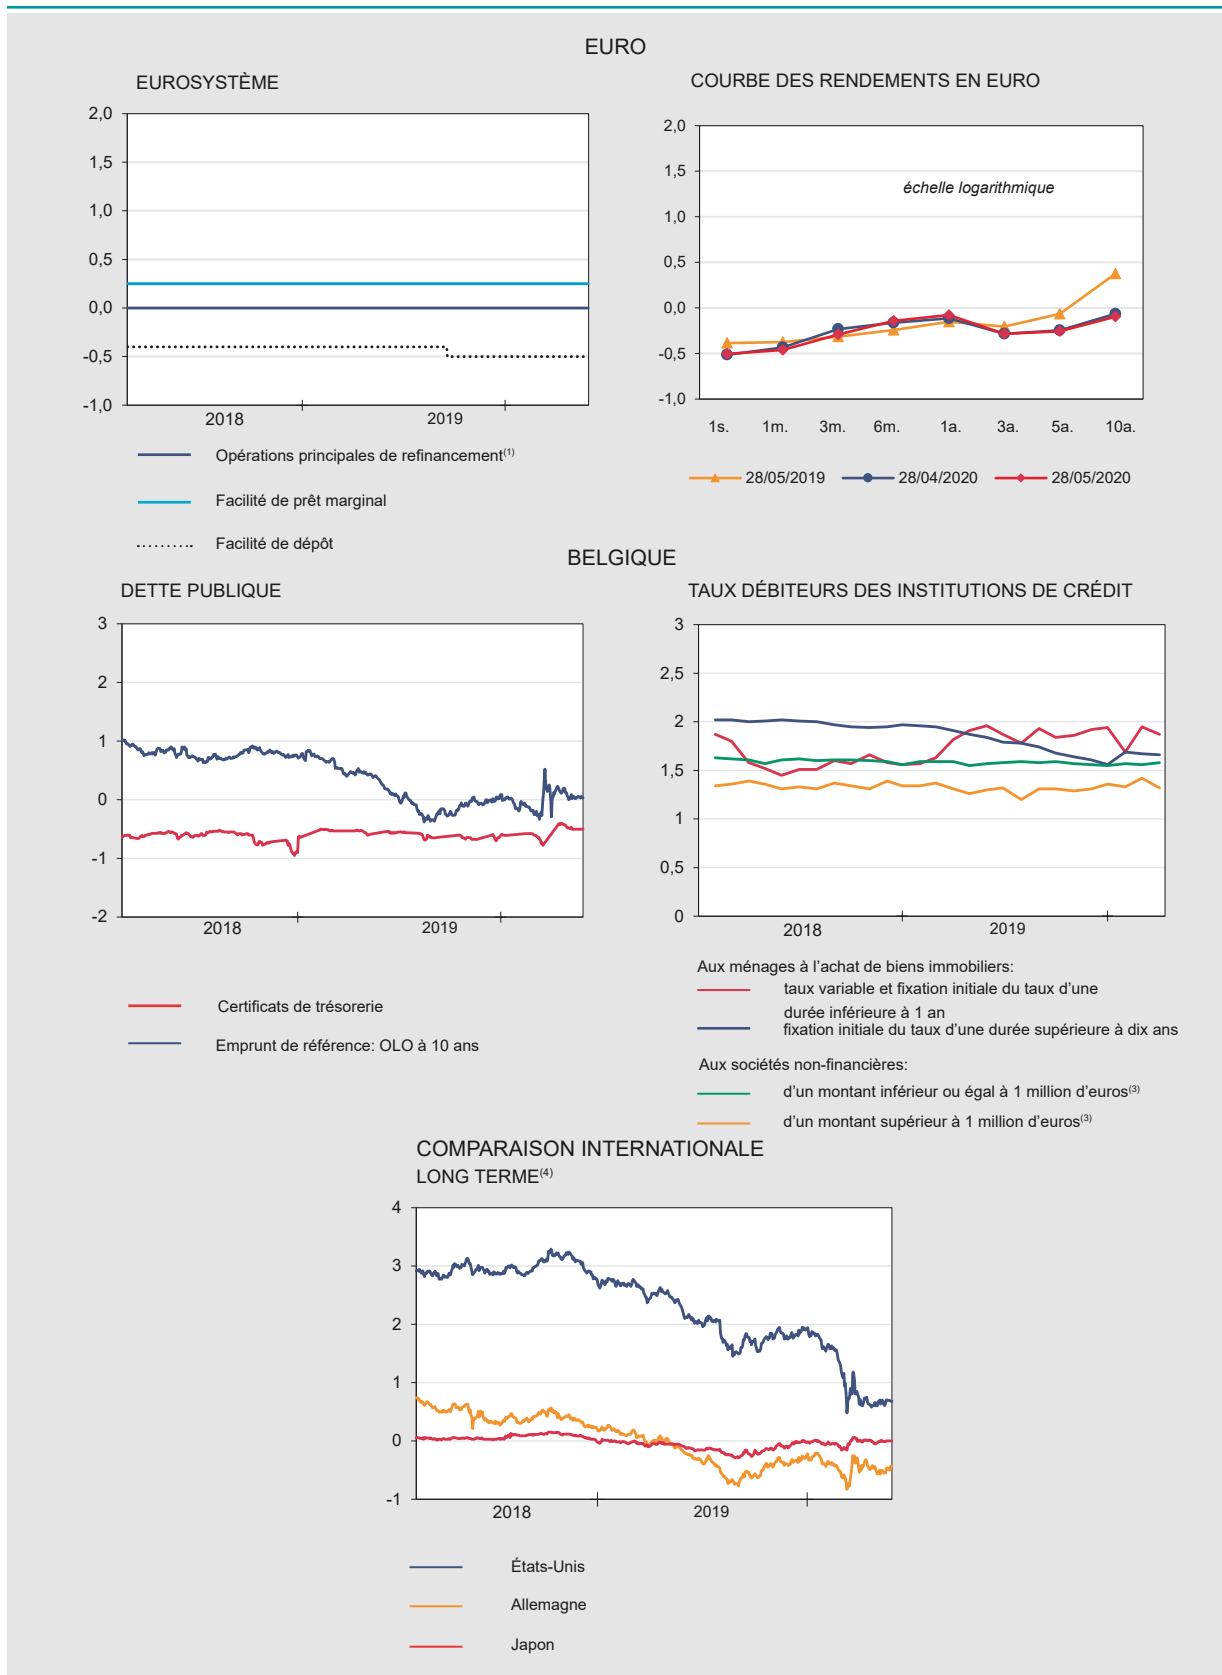 EURO
EUROSYSTÈME
2,0
1,5
1,0
0,5
0,0
-0,5
-1,0
2018
2019
Opérations principales de refinancement(1)
Facilité de prêt marginal
Facilité de dépôt
COURBE DES RENDEMENTS EN EURO
2,0
1,5
1,0
0,5
0,0
-0,5
-1,0
échelle logarithmique
1s. 1m. 3m. 6m. 1a. 3a. 5a. 10a.
28/05/2019 28/04/2020 28/05/2020
BELGIQUE
DETTE PUBLIQUE
3
2
1
0
-1
-2
2018
2019
Certificats de trésorerie
Emprunt de référence: OLO à 10 ans
TAUX DÉBITEURS DES INSTITUTIONS DE CRÉDIT
3
2,5
2
1,5
1
0,5
0
2018
2019
Aux ménages à l’achat de biens immobiliers:
taux variable et fixation initiale du taux d’une
durée inférieure à 1 an
fixation initiale du taux d’une durée supérieure à dix ans
Aux sociétés non-financières:
d’un montant inférieur ou égal à 1 million d’euros(3)
d’un montant supérieur à 1 million d’euros(3)
COMPARAISON INTERNATIONALE
LONG TERME(4)
4
3
2
1
0
-1
2018
2019
États-Unis
Allemagne
Japon